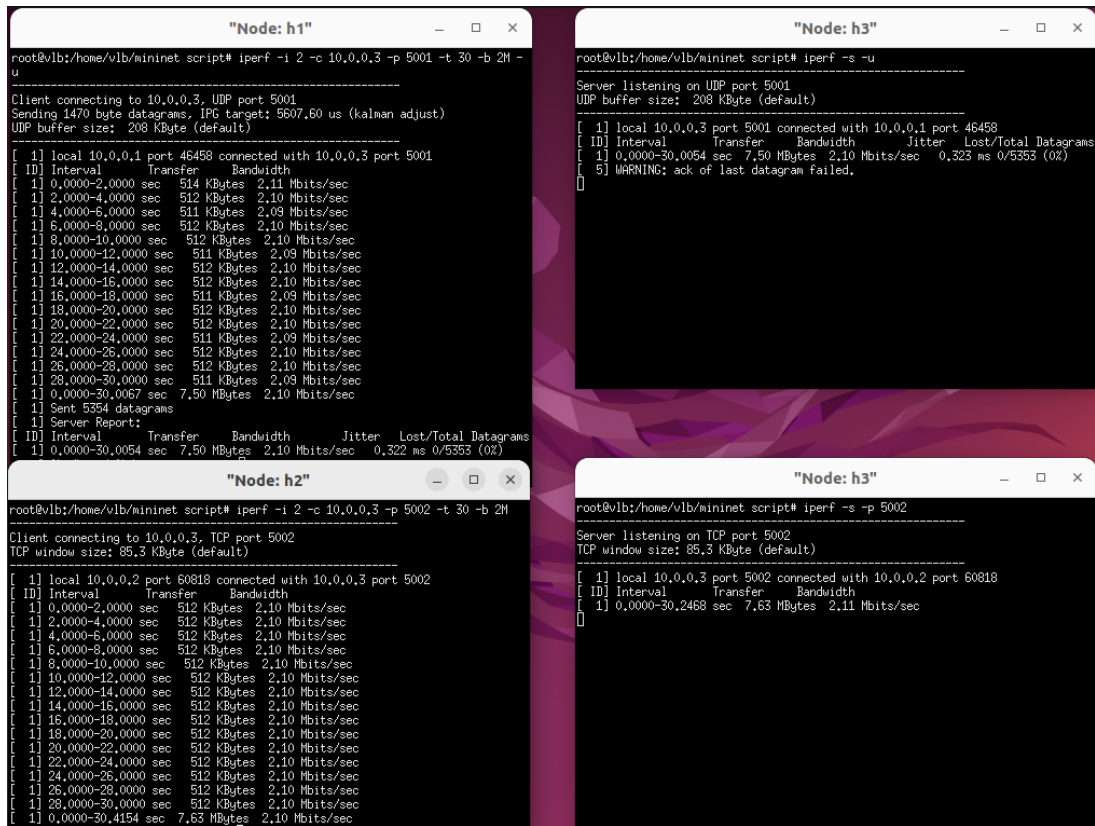 "Node: h1"
root@vlb:/home/vlb/mininet script# iperf -i 2 -c 10.0.0.3 -p 5001 -t 30 -b 2M -
u
------------------------------------------------------------
Client connecting to 10.0.0.3, UDP port 5001
Sending 1470 byte datagrams, IPG target: 5607.60 us (kalman adjust)
UDP buffer size:  208 KByte (default)
------------------------------------------------------------
[  1] local 10.0.0.1 port 46458 connected with 10.0.0.3 port 5001
[ ID] Interval       Transfer     Bandwidth
[  1] 0.0000-2.0000 sec   514 KBytes  2.11 Mbits/sec
[  1] 2.0000-4.0000 sec   512 KBytes  2.10 Mbits/sec
[  1] 4.0000-6.0000 sec   511 KBytes  2.09 Mbits/sec
[  1] 6.0000-8.0000 sec   512 KBytes  2.10 Mbits/sec
[  1] 8.0000-10.0000 sec   512 KBytes  2.10 Mbits/sec
[  1] 10.0000-12.0000 sec   511 KBytes  2.09 Mbits/sec
[  1] 12.0000-14.0000 sec   512 KBytes  2.10 Mbits/sec
[  1] 14.0000-16.0000 sec   512 KBytes  2.10 Mbits/sec
[  1] 16.0000-18.0000 sec   511 KBytes  2.09 Mbits/sec
[  1] 18.0000-20.0000 sec   512 KBytes  2.10 Mbits/sec
[  1] 20.0000-22.0000 sec   512 KBytes  2.10 Mbits/sec
[  1] 22.0000-24.0000 sec   511 KBytes  2.09 Mbits/sec
[  1] 24.0000-26.0000 sec   512 KBytes  2.10 Mbits/sec
[  1] 26.0000-28.0000 sec   512 KBytes  2.10 Mbits/sec
[  1] 28.0000-30.0000 sec   511 KBytes  2.09 Mbits/sec
[  1] 0.0000-30.0067 sec  7.50 MBytes  2.10 Mbits/sec
[  1] Sent 5354 datagrams
[  1] Server Report:
[ ID] Interval       Transfer     Bandwidth        Jitter   Lost/Total Datagrams
[  1] 0.0000-30.0054 sec  7.50 MBytes  2.10 Mbits/sec   0.322 ms 0/5353 (0%)
"Node: h3"
root@vlb:/home/vlb/mininet script# iperf -s -u
------------------------------------------------------------
Server listening on UDP port 5001
UDP buffer size:  208 KByte (default)
------------------------------------------------------------
[  1] local 10.0.0.3 port 5001 connected with 10.0.0.1 port 46458
[ ID] Interval       Transfer     Bandwidth        Jitter   Lost/Total Datagrams
[  1] 0.0000-30.0054 sec  7.50 MBytes  2.10 Mbits/sec   0.323 ms 0/5353 (0%)
[  5] WARNING: ack of last datagram failed.
"Node: h2"
root@vlb:/home/vlb/mininet script# iperf -i 2 -c 10.0.0.3 -p 5002 -t 30 -b 2M
------------------------------------------------------------
Client connecting to 10.0.0.3, TCP port 5002
TCP window size: 85.3 KByte (default)
------------------------------------------------------------
[  1] local 10.0.0.2 port 60818 connected with 10.0.0.3 port 5002
[ ID] Interval       Transfer     Bandwidth
[  1] 0.0000-2.0000 sec   512 KBytes  2.10 Mbits/sec
[  1] 2.0000-4.0000 sec   512 KBytes  2.10 Mbits/sec
[  1] 4.0000-6.0000 sec   512 KBytes  2.10 Mbits/sec
[  1] 6.0000-8.0000 sec   512 KBytes  2.10 Mbits/sec
[  1] 8.0000-10.0000 sec   512 KBytes  2.10 Mbits/sec
[  1] 10.0000-12.0000 sec   512 KBytes  2.10 Mbits/sec
[  1] 12.0000-14.0000 sec   512 KBytes  2.10 Mbits/sec
[  1] 14.0000-16.0000 sec   512 KBytes  2.10 Mbits/sec
[  1] 16.0000-18.0000 sec   512 KBytes  2.10 Mbits/sec
[  1] 18.0000-20.0000 sec   512 KBytes  2.10 Mbits/sec
[  1] 20.0000-22.0000 sec   512 KBytes  2.10 Mbits/sec
[  1] 22.0000-24.0000 sec   512 KBytes  2.10 Mbits/sec
[  1] 24.0000-26.0000 sec   512 KBytes  2.10 Mbits/sec
[  1] 26.0000-28.0000 sec   512 KBytes  2.10 Mbits/sec
[  1] 28.0000-30.0000 sec   512 KBytes  2.10 Mbits/sec
[  1] 0.0000-30.4154 sec  7.63 MBytes  2.10 Mbits/sec
"Node: h3"
root@vlb:/home/vlb/mininet script# iperf -s -p 5002
------------------------------------------------------------
Server listening on TCP port 5002
TCP window size: 85.3 KByte (default)
------------------------------------------------------------
[  1] local 10.0.0.3 port 5002 connected with 10.0.0.2 port 60818
[ ID] Interval       Transfer     Bandwidth
[  1] 0.0000-30.2468 sec  7.63 MBytes  2.11 Mbits/sec